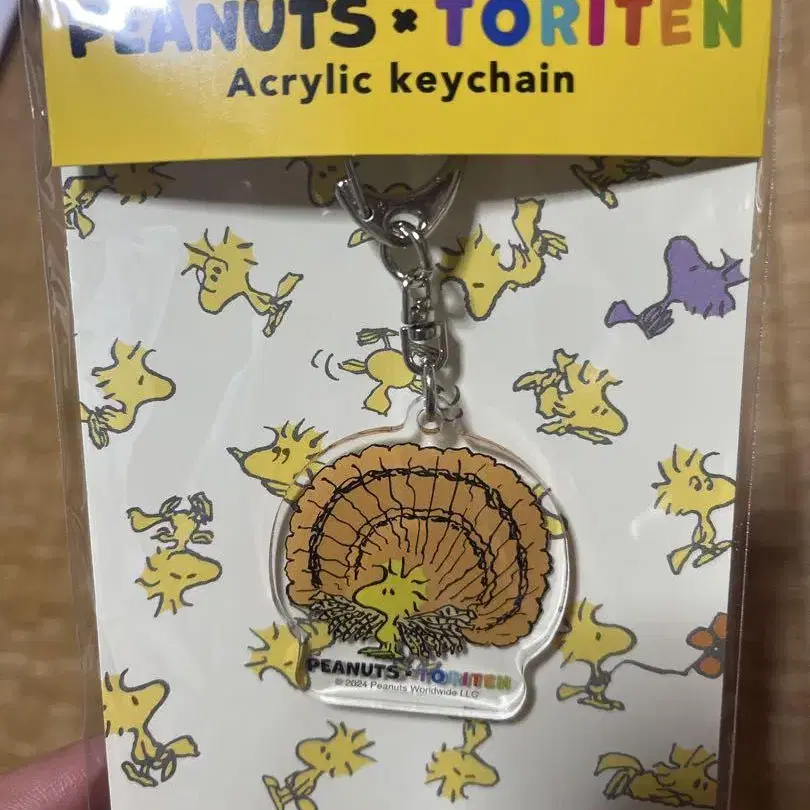 PEANUTS × TORITEN
Acrylic keychain
PEANUTS × TORITEN
© 2024 Peanuts Worldwide LLC